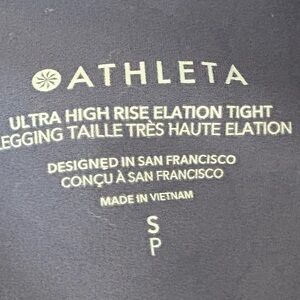 ATHLETA
ULTRA HIGH RISE ELATION TIGHT
LEGGING TAILLE TRÈS HAUTE ELATION
DESIGNED IN SAN FRANCISCO
CONÇU À SAN FRANCISCO
MADE IN VIETNAM
S
P